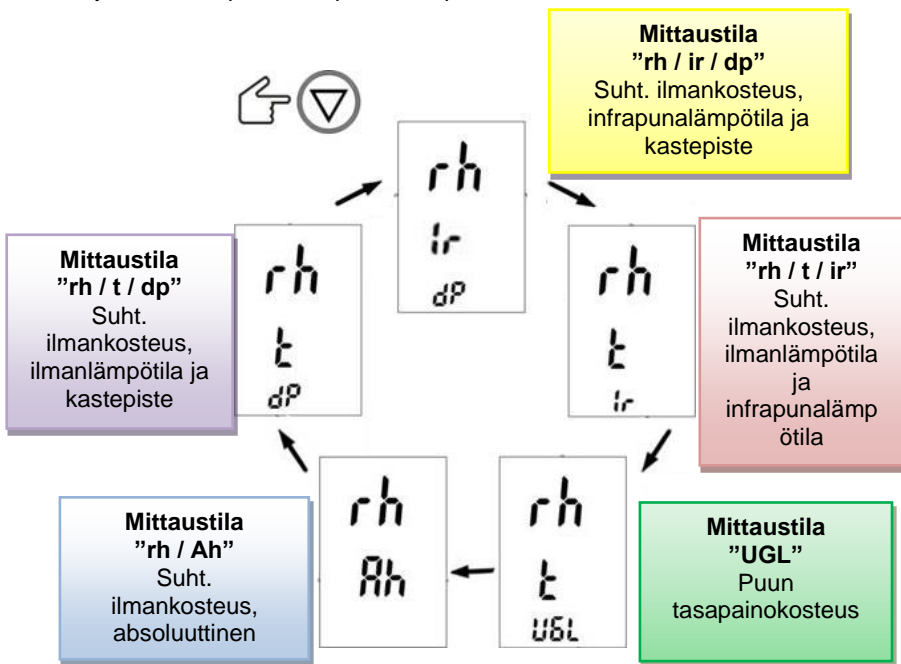 Mittaustila
”rh / ir / dp”
Suht. ilmankosteus,
infrapunalämpötila ja
kastepiste
rh
Ir
dP
Mittaustila
”rh / t / dp”
Suht.
ilmankosteus,
ilmanlämpötila ja
kastepiste
rh
t
dP
rh
t
Ir
Mittaustila
”rh / t / ir”
Suht.
ilmankosteus,
ilmanlämpötila
ja
infrapunalämp
ötila
Mittaustila
”rh / Ah”
Suht.
ilmankosteus,
absoluuttinen
rh
Ah
rh
t
UGL
Mittaustila
”UGL”
Puun
tasapainokosteus